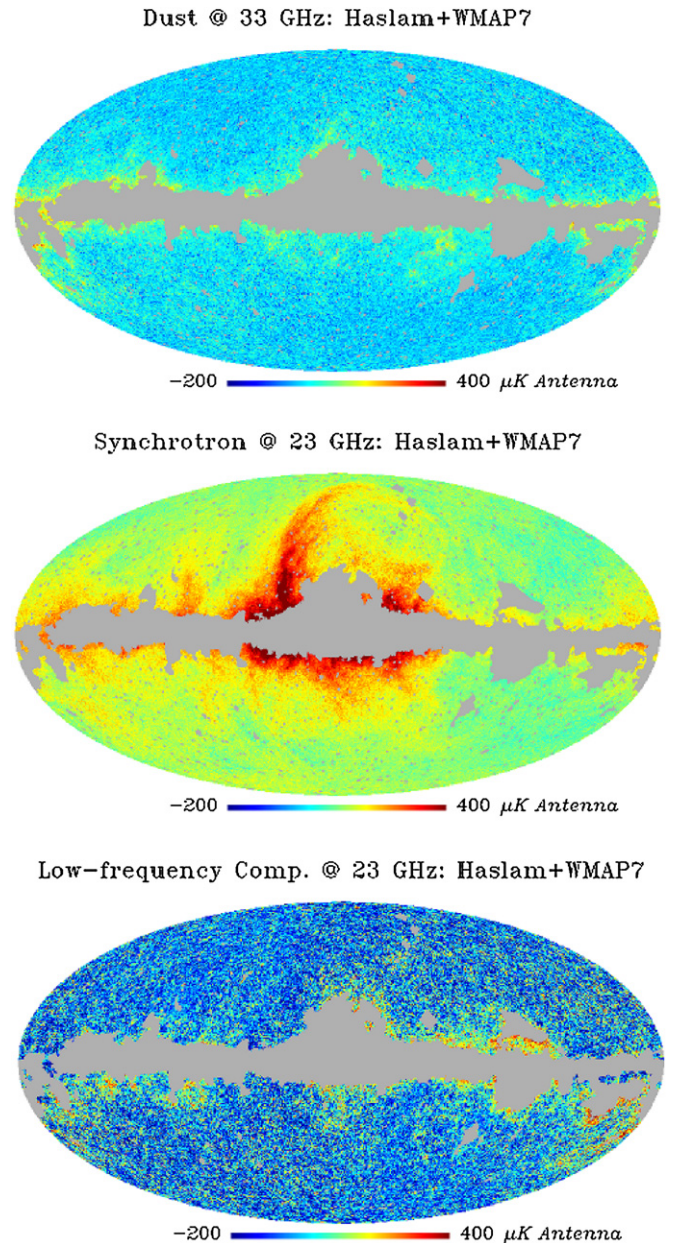 Dust @ 33 GHz: Haslam+WMAP7
−200 400 μK Antenna
Synchrotron @ 23 GHz: Haslam+WMAP7
−200 400 μK Antenna
Low−frequency Comp. @ 23 GHz: Haslam+WMAP7
−200 400 μK Antenna